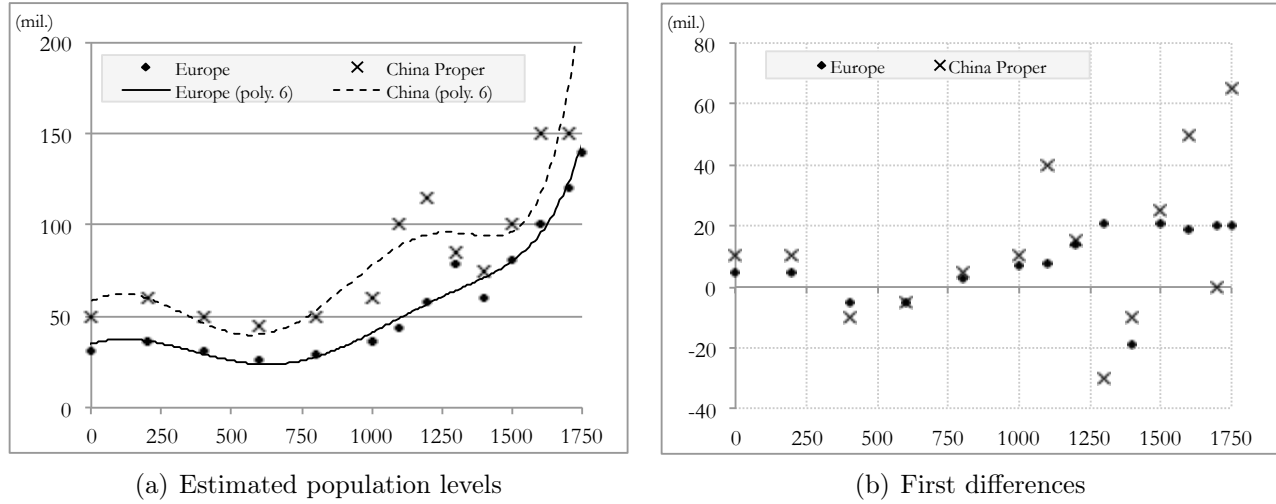 (mil.)
200
150
100
50
0
Europe
China Proper
Europe (poly. 6)
China (poly. 6)
0 250 500 750 1000 1250 1500 1750
(a) Estimated population levels
(mil.)
80
60
40
20
0
-20
-40
Europe
China Proper
0 250 500 750 1000 1250 1500 1750
(b) First differences